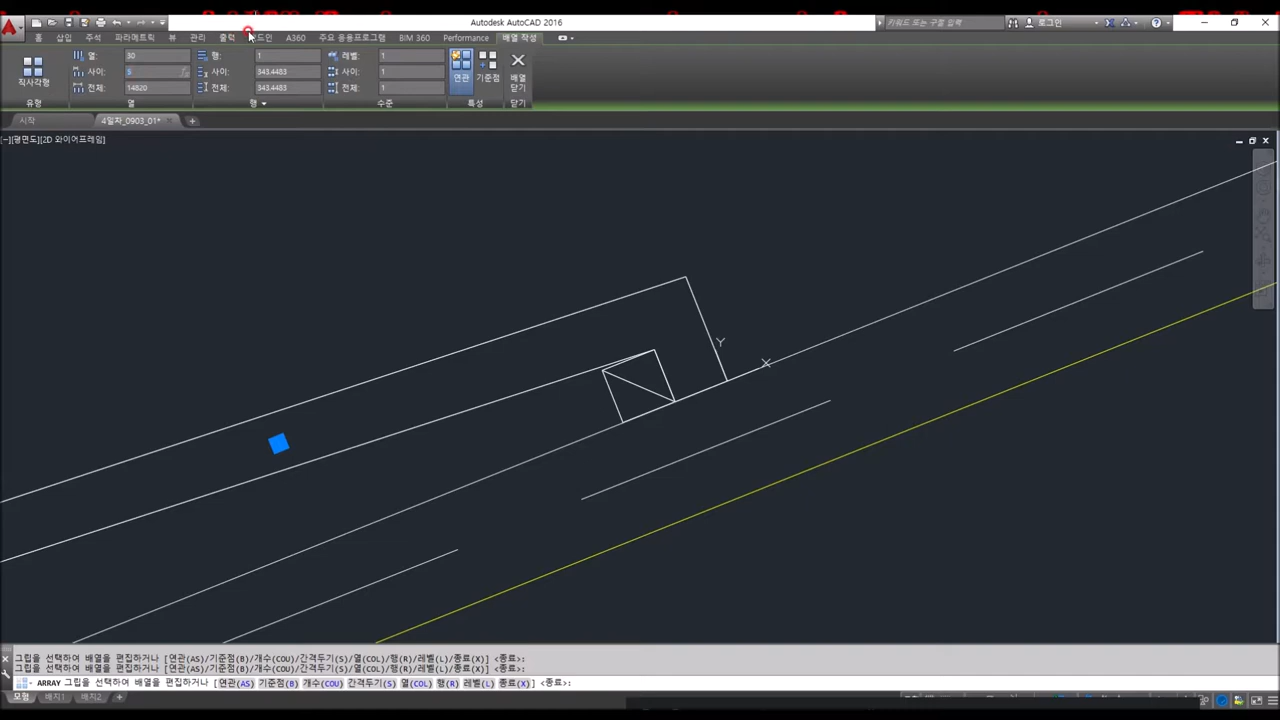 Autodesk AutoCAD 2016
키워드 또는 구절 입력
로그인
홈 삽입 주석 파라메트릭 뷰 관리 출력 A360 주요 응용프로그램 BIM 360 Performance 배열 작성
직사각형
열: 30
사이: 5
전체: 14820
행: 1
사이: 343.4483
전체: 343.4483
레벨: 1
사이: 1
전체: 1
연관 기준점 배열 닫기
유형 열 행 수준 특성 닫기
시작 4일차_0903_01*
[−][평면도][2D 와이어프레임]
Y
X
그립을 선택하여 배열을 편집하거나 [연관(AS)/기준점(B)/개수(COU)/간격두기(S)/열(COL)/행(R)/레벨(L)/종료(X)] <종료>:
그립을 선택하여 배열을 편집하거나 [연관(AS)/기준점(B)/개수(COU)/간격두기(S)/열(COL)/행(R)/레벨(L)/종료(X)] <종료>:
ARRAY 그립을 선택하여 배열을 편집하거나 [연관(AS) 기준점(B) 개수(COU) 간격두기(S) 열(COL) 행(R) 레벨(L) 종료(X)] <종료>:
모형 배치1 배치2